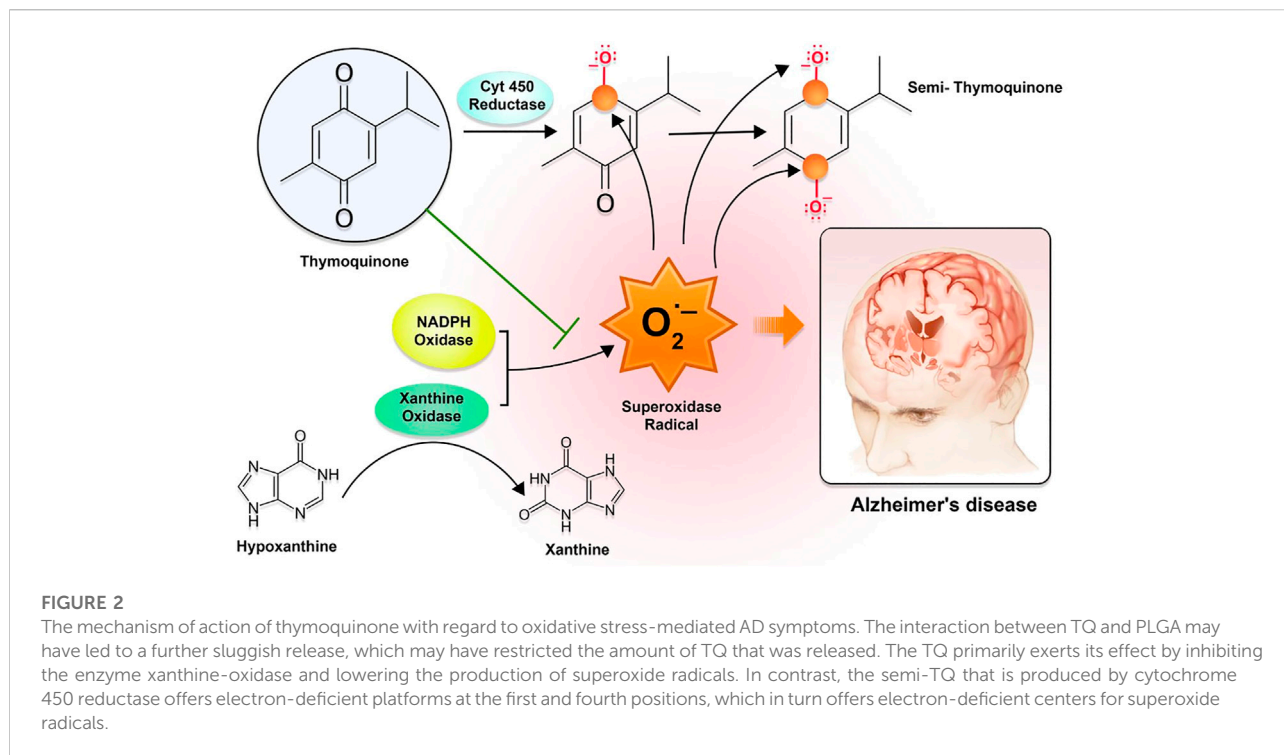 O
O
Thymoquinone
Cyt 450
Reductase
O
−
O
O
−
O
−
Semi- Thymoquinone
NADPH
Oxidase
Xanthine
Oxidase
O2·−
Superoxidase
Radical
Alzheimer's disease
O
N
NH
N
H
N
Hypoxanthine
O
H
N
HN
O
N
H
N
Xanthine
FIGURE 2
The mechanism of action of thymoquinone with regard to oxidative stress-mediated AD symptoms. The interaction between TQ and PLGA may
have led to a further sluggish release, which may have restricted the amount of TQ that was released. The TQ primarily exerts its effect by inhibiting
the enzyme xanthine-oxidase and lowering the production of superoxide radicals. In contrast, the semi-TQ that is produced by cytochrome
450 reductase offers electron-deficient platforms at the first and fourth positions, which in turn offers electron-deficient centers for superoxide
radicals.